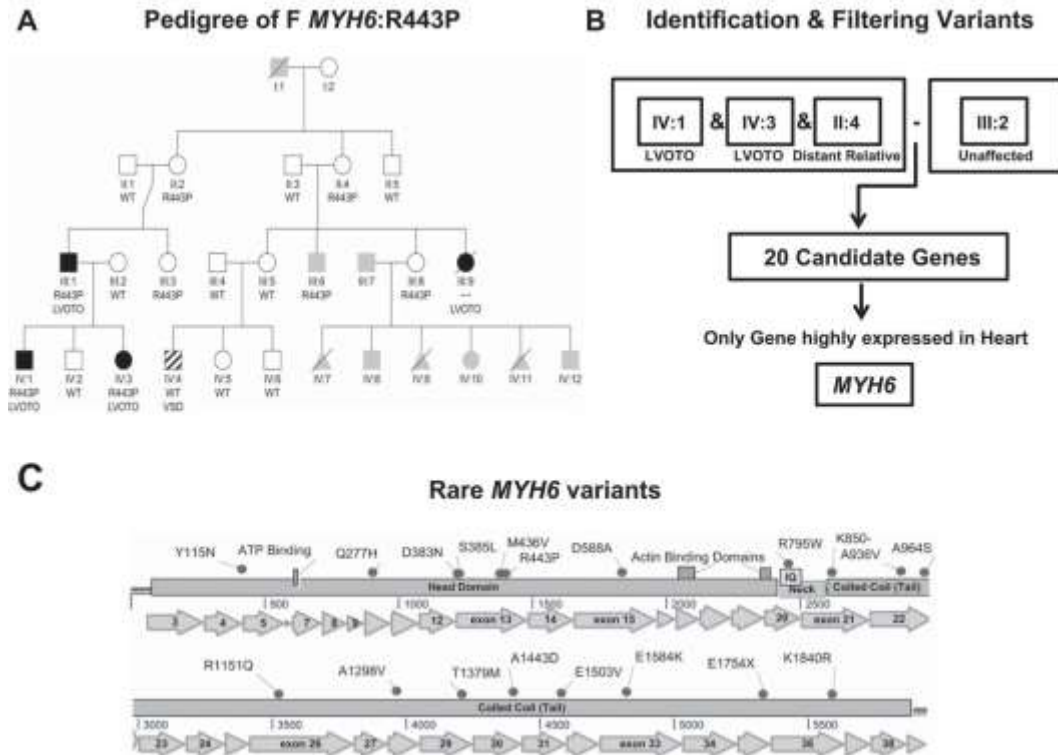 A
Pedigree of F MYH6:R443P
I:1
I:2
II:1 II:2 II:3 II:4 II:5
WT R443P WT R443P WT
III:1 III:2 III:3 III:4 III:5 III:6 III:7 III:8 III:9
R443P WT R443P WT WT R443P R443P ---
LVOTO LVOTO
IV:1 IV:2 IV:3 IV:4 IV:5 IV:6 IV:7 IV:8 IV:9 IV:10 IV:11 IV:12
R443P WT R443P WT WT WT
LVOTO LVOTO VSD
B
Identification & Filtering Variants
IV:1 & IV:3 & II:4 - III:2
LVOTO LVOTO Distant Relative Unaffected
20 Candidate Genes
Only Gene highly expressed in Heart
MYH6
C
Rare MYH6 variants
Y115N ATP Binding Q277H D383N S385L M436V R443P D588A Actin Binding Domains R795W K850- A936V A964S
Head Domain IQ Neck Coiled Coil (Tail)
500 1000 1500 2000 2500
3 4 5 7 8 9 12 exon 13 14 exon 15 20 exon 21 22
R1151Q A1298V T1379M A1443D E1503V E1584K E1754X K1840R
Coiled Coil (Tail)
3000 3500 4000 4500 5000 5500
23 24 exon 26 27 29 30 31 exon 33 34 36 38